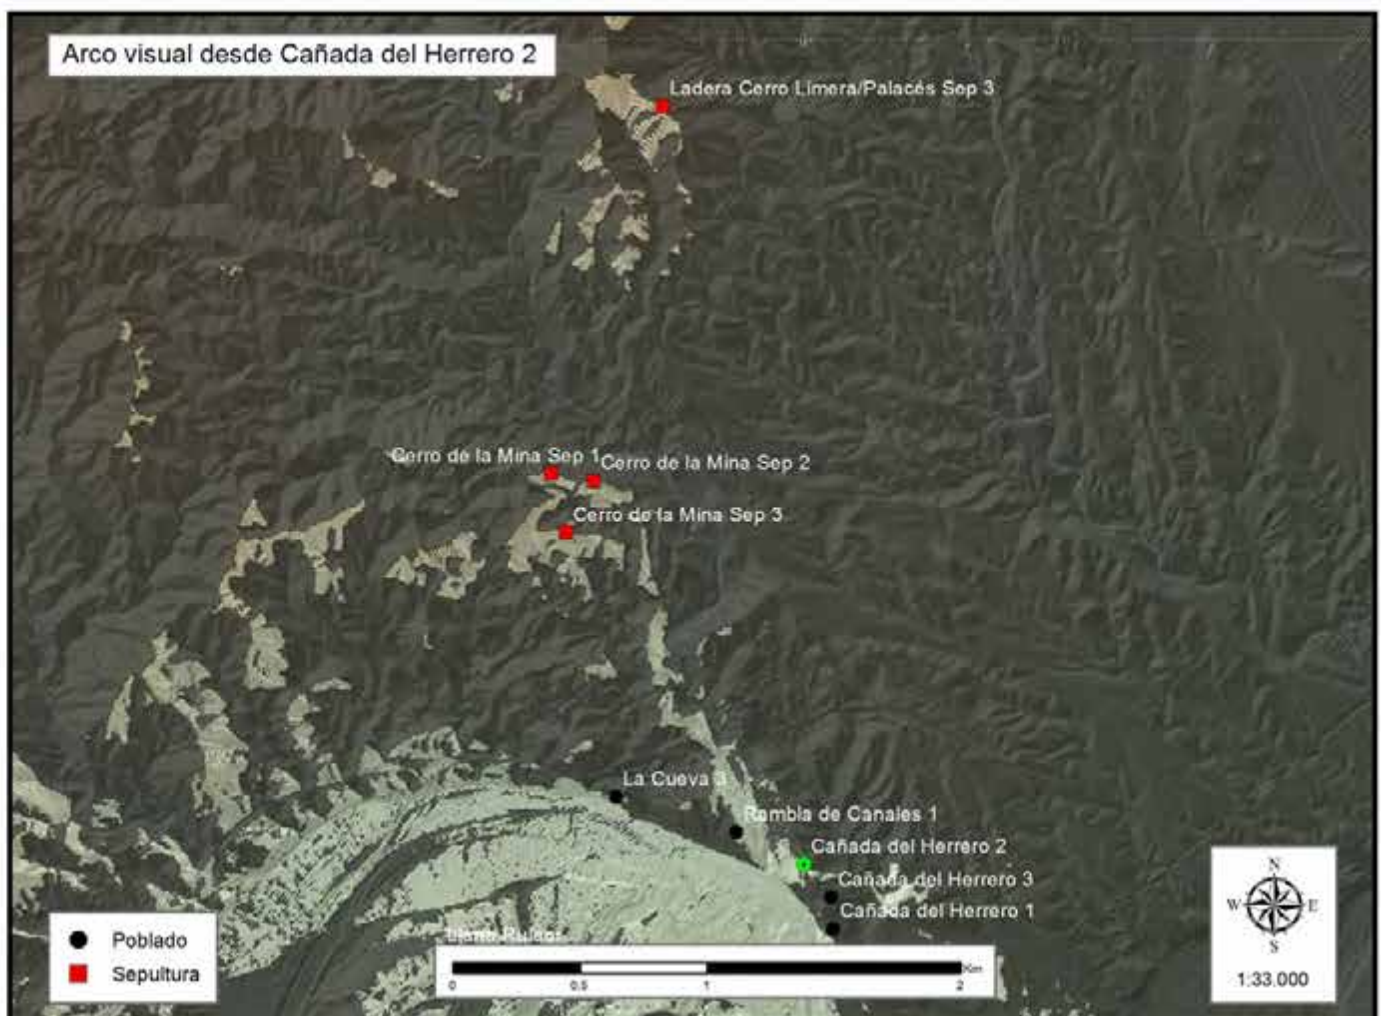 Arco visual desde Cañada del Herrero 2
Ladera Cerro Limera/Palacés Sep 3
Cerro de la Mina Sep 1
Cerro de la Mina Sep 2
Cerro de la Mina Sep 3
La Cueva 3
Rambla de Canales 1
Cañada del Herrero 2
Cañada del Herrero 3
Cañada del Herrero 1
Poblado
Sepultura
Llano
Km
0 0.5 1 2
N
W E
S
1:33.000